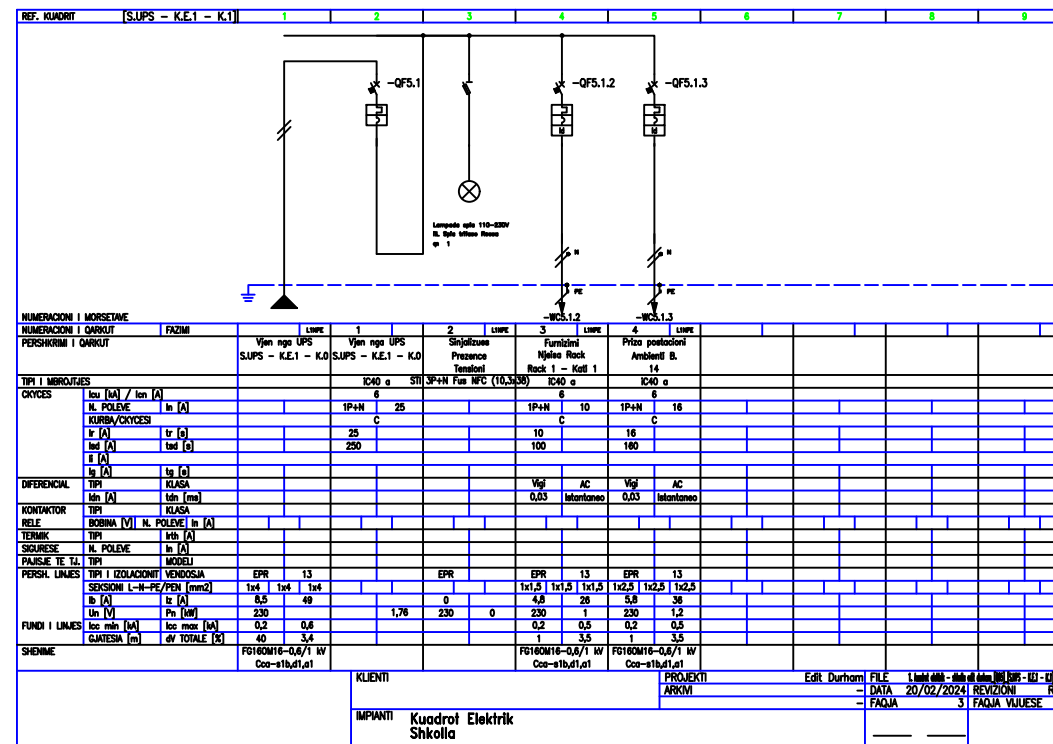 REF. KUADRIT [S.UPS - K.E.1 - K.1] 1 2 3 4 5 6 7 8 9
-QF5.1 -QF5.1.2 -QF5.1.3
Id Id
Lampade spie 110-230V
N N
PE PE
NUMERACIONI I MORSETAVE -WC5.1.2 -WC5.1.3
NUMERACIONI I QARKUT FAZIMI L1NPE 1 2 L1NPE 3 L1NPE 4 L1NPE
PERSHKRIMI I QARKUT Vjen nga UPS Vjen nga UPS Sinjalizues Furnizimi Priza postacioni
S.UPS - K.E.1 - K.0 S.UPS - K.E.1 - K.0 Prezence Njeisa Rack Ambienti B.
Tensioni Rack 1 - Kati 1 14
TIPI I MBROJTJES iC40 a STI 3P+N Fus NFC (10,3x38) iC40 a iC40 a
CKYCES Icu [kA] / Icn [A] 6 6 6
N. POLEVE In [A] 1P+N 25 1P+N 10 1P+N 16
KURBA/CKYCESI C C C
Ir [A] tr [s] 25 10 16
Isd [A] tsd [s] 250 100 160
Ii [A]
Ig [A] tg [s]
DIFERENCIAL TIPI KLASA Vigi AC Vigi AC
Idn [A] tdn [ms] 0,03 Istantaneo 0,03 Istantaneo
KONTAKTOR TIPI KLASA
RELE BOBINA [V] N. POLEVE In [A]
TERMIK TIPI Irth [A]
SIGURESE N. POLEVE In [A]
PAJISJE TE TJ. TIPI MODELI
PERSH. LINJES TIPI I IZOLACIONIT VENDOSJA EPR 13 EPR EPR 13 EPR 13
SEKSIONI L-N-PE/PEN [mm2] 1x4 1x4 1x4 1x1,5 1x1,5 1x1,5 1x2,5 1x2,5 1x2,5
Ib [A] Iz [A] 8,5 49 0 4,8 26 5,8 36
Un [V] Pn [kW] 230 1,76 230 0 230 1 230 1,2
FUNDI I LINJES Icc min [kA] Icc max [kA] 0,2 0,6 0,2 0,5 0,2 0,5
GJATESIA [m] dV TOTALE [%] 40 3,4 1 3,5 1 3,5
SHENIME FG16OM16-0,6/1 kV FG16OM16-0,6/1 kV FG16OM16-0,6/1 kV
Cca-s1b,d1,a1 Cca-s1b,d1,a1 Cca-s1b,d1,a1
KLIENTI PROJEKTI Edit Durham FILE
ARKIVI - DATA 20/02/2024 REVIZIONI
- FAQJA 3 FAQJA VIJUESE
IMPIANTI Kuadrot Elektrik
Shkolla